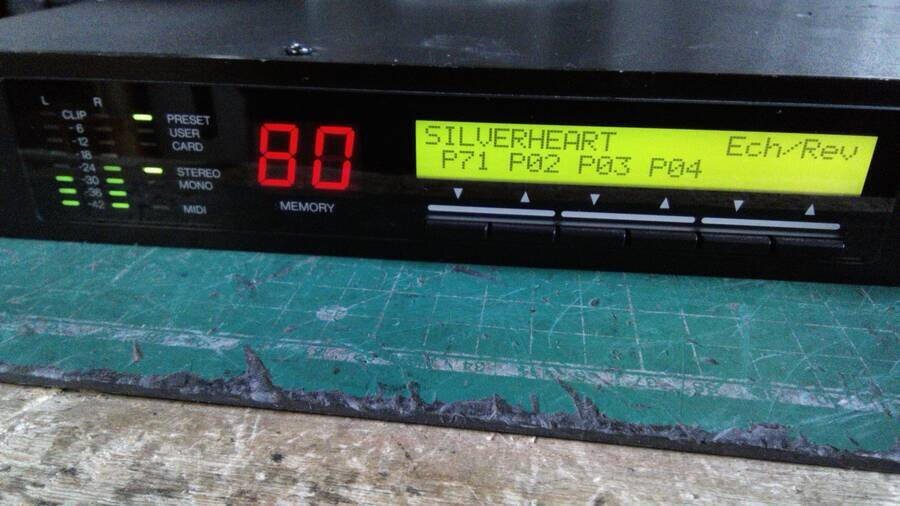 L R
CLIP
-6
-12
-18
-24
-30
-36
-42
PRESET
USER
CARD
STEREO
MONO
MIDI
80
MEMORY
SILVERHEART Ech/Rev
P71 P02 P03 P04